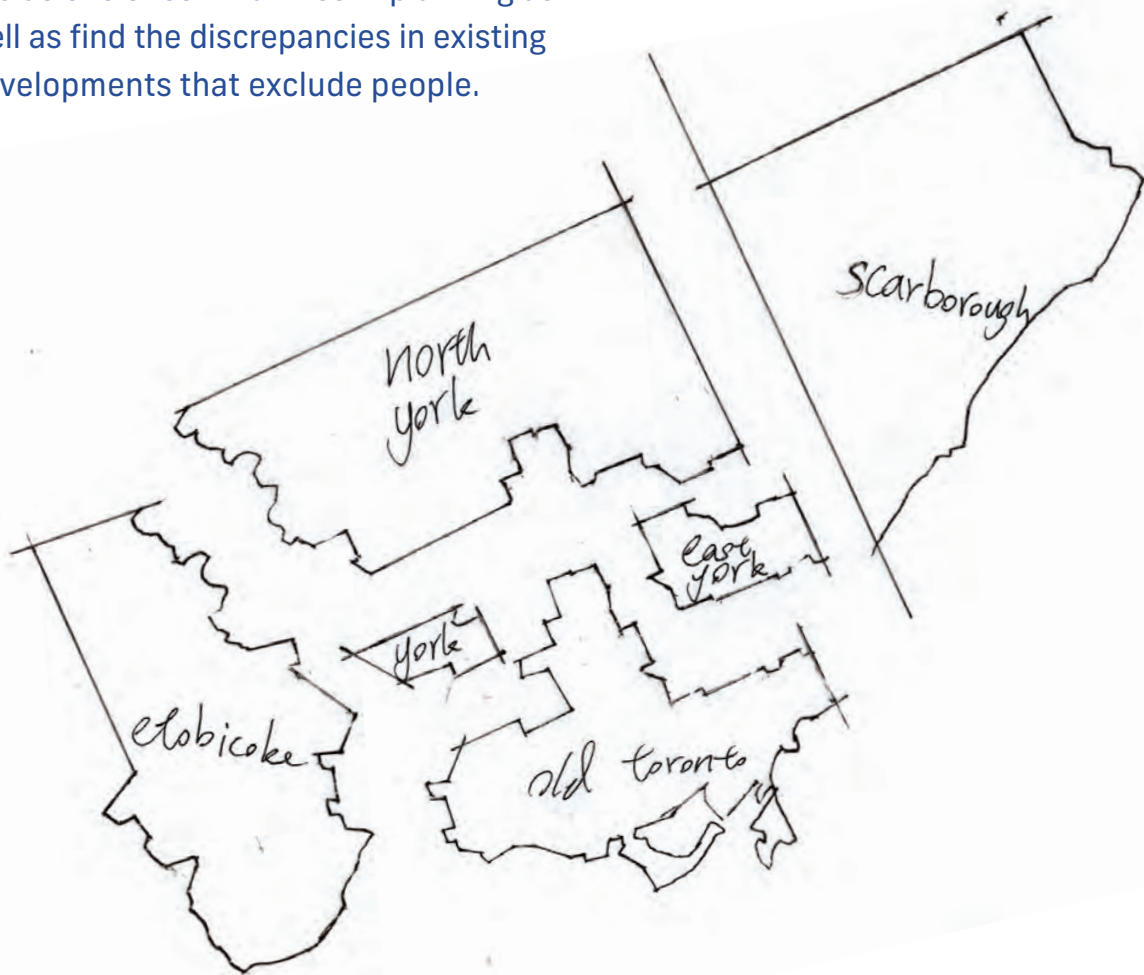 ell as find the discrepancies in existing
velopments that exclude people.
scarborough
north
york
east
york
york
etobicoke
old toronto